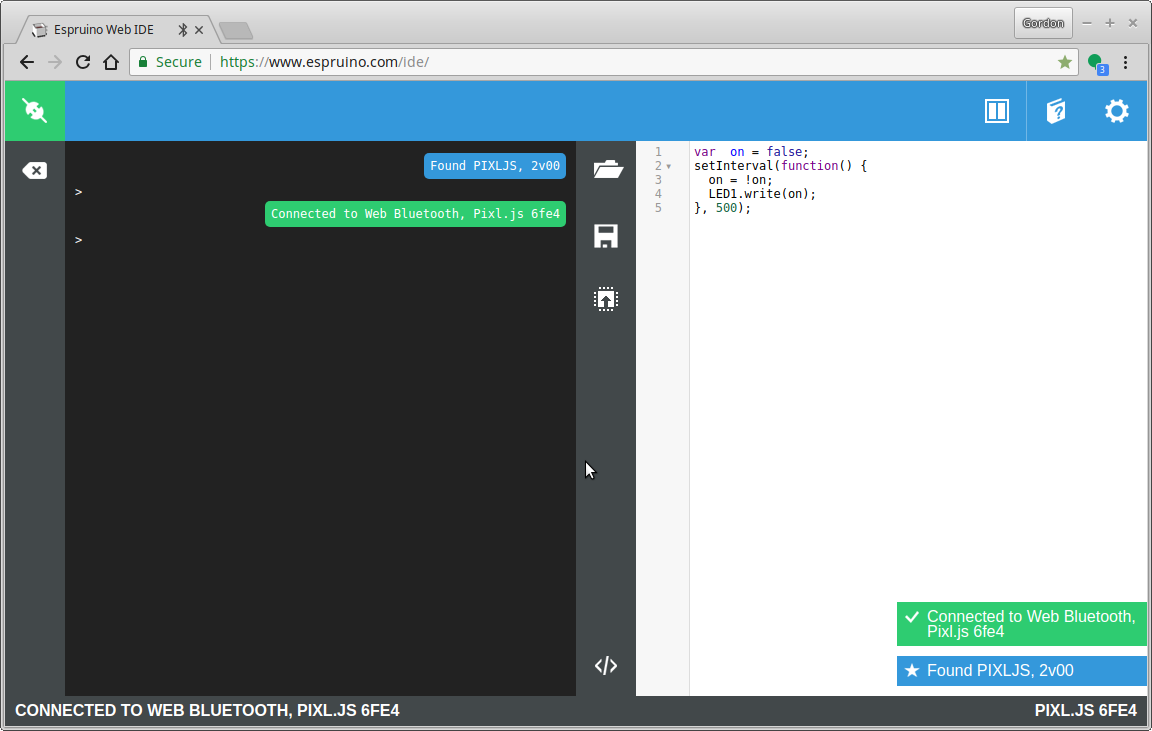 Espruino Web IDE
Gordon
Secure
https://www.espruino.com/ide/
3
Found PIXLJS, 2v00
>
Connected to Web Bluetooth, Pixl.js 6fe4
>
1 var  on = false;
2 setInterval(function() {
3   on = !on;
4   LED1.write(on);
5 }, 500);
Connected to Web Bluetooth,
Pixl.js 6fe4
Found PIXLJS, 2v00
CONNECTED TO WEB BLUETOOTH, PIXL.JS 6FE4
PIXL.JS 6FE4